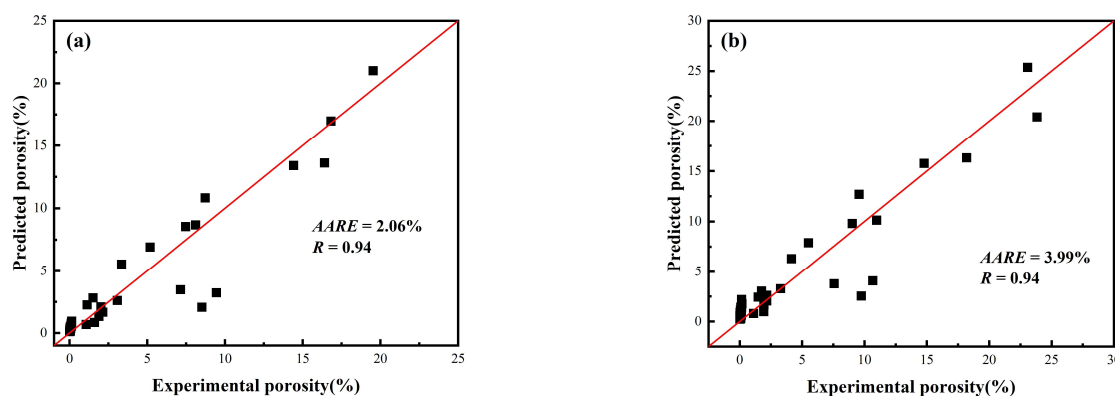 (a)
Predicted porosity(%)
25
20
15
10
5
0
AARE = 2.06%
R = 0.94
0 5 10 15 20 25
Experimental porosity(%)
(b)
Predicted porosity(%)
30
25
20
15
10
5
0
AARE = 3.99%
R = 0.94
0 5 10 15 20 25 30
Experimental porosity(%)